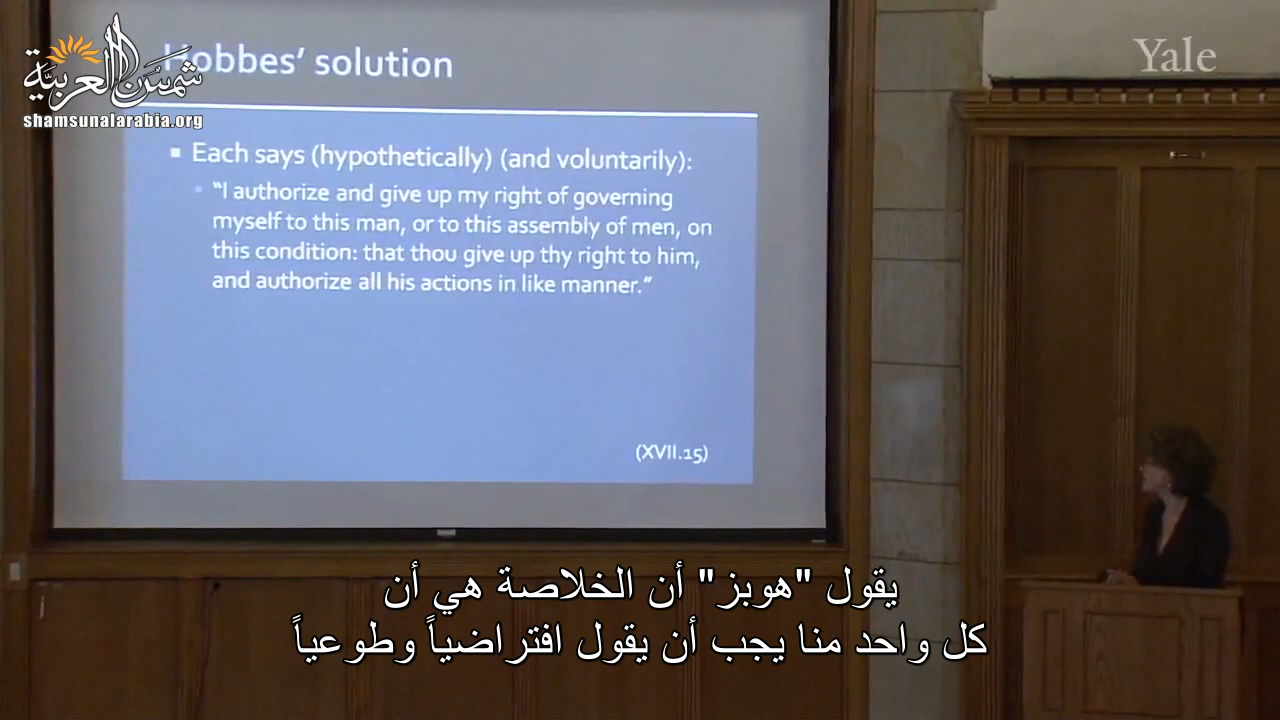 Hobbes' solution
شمسُ العربيَّة
shamsunalarabia.org
Yale
▪ Each says (hypothetically) (and voluntarily):
▪ "I authorize and give up my right of governing
myself to this man, or to this assembly of men, on
this condition: that thou give up thy right to him,
and authorize all his actions in like manner."
(XVII.15)
يقول "هوبز" أن الخلاصة هي أن
كل واحد منا يجب أن يقول افتراضياً وطوعياً